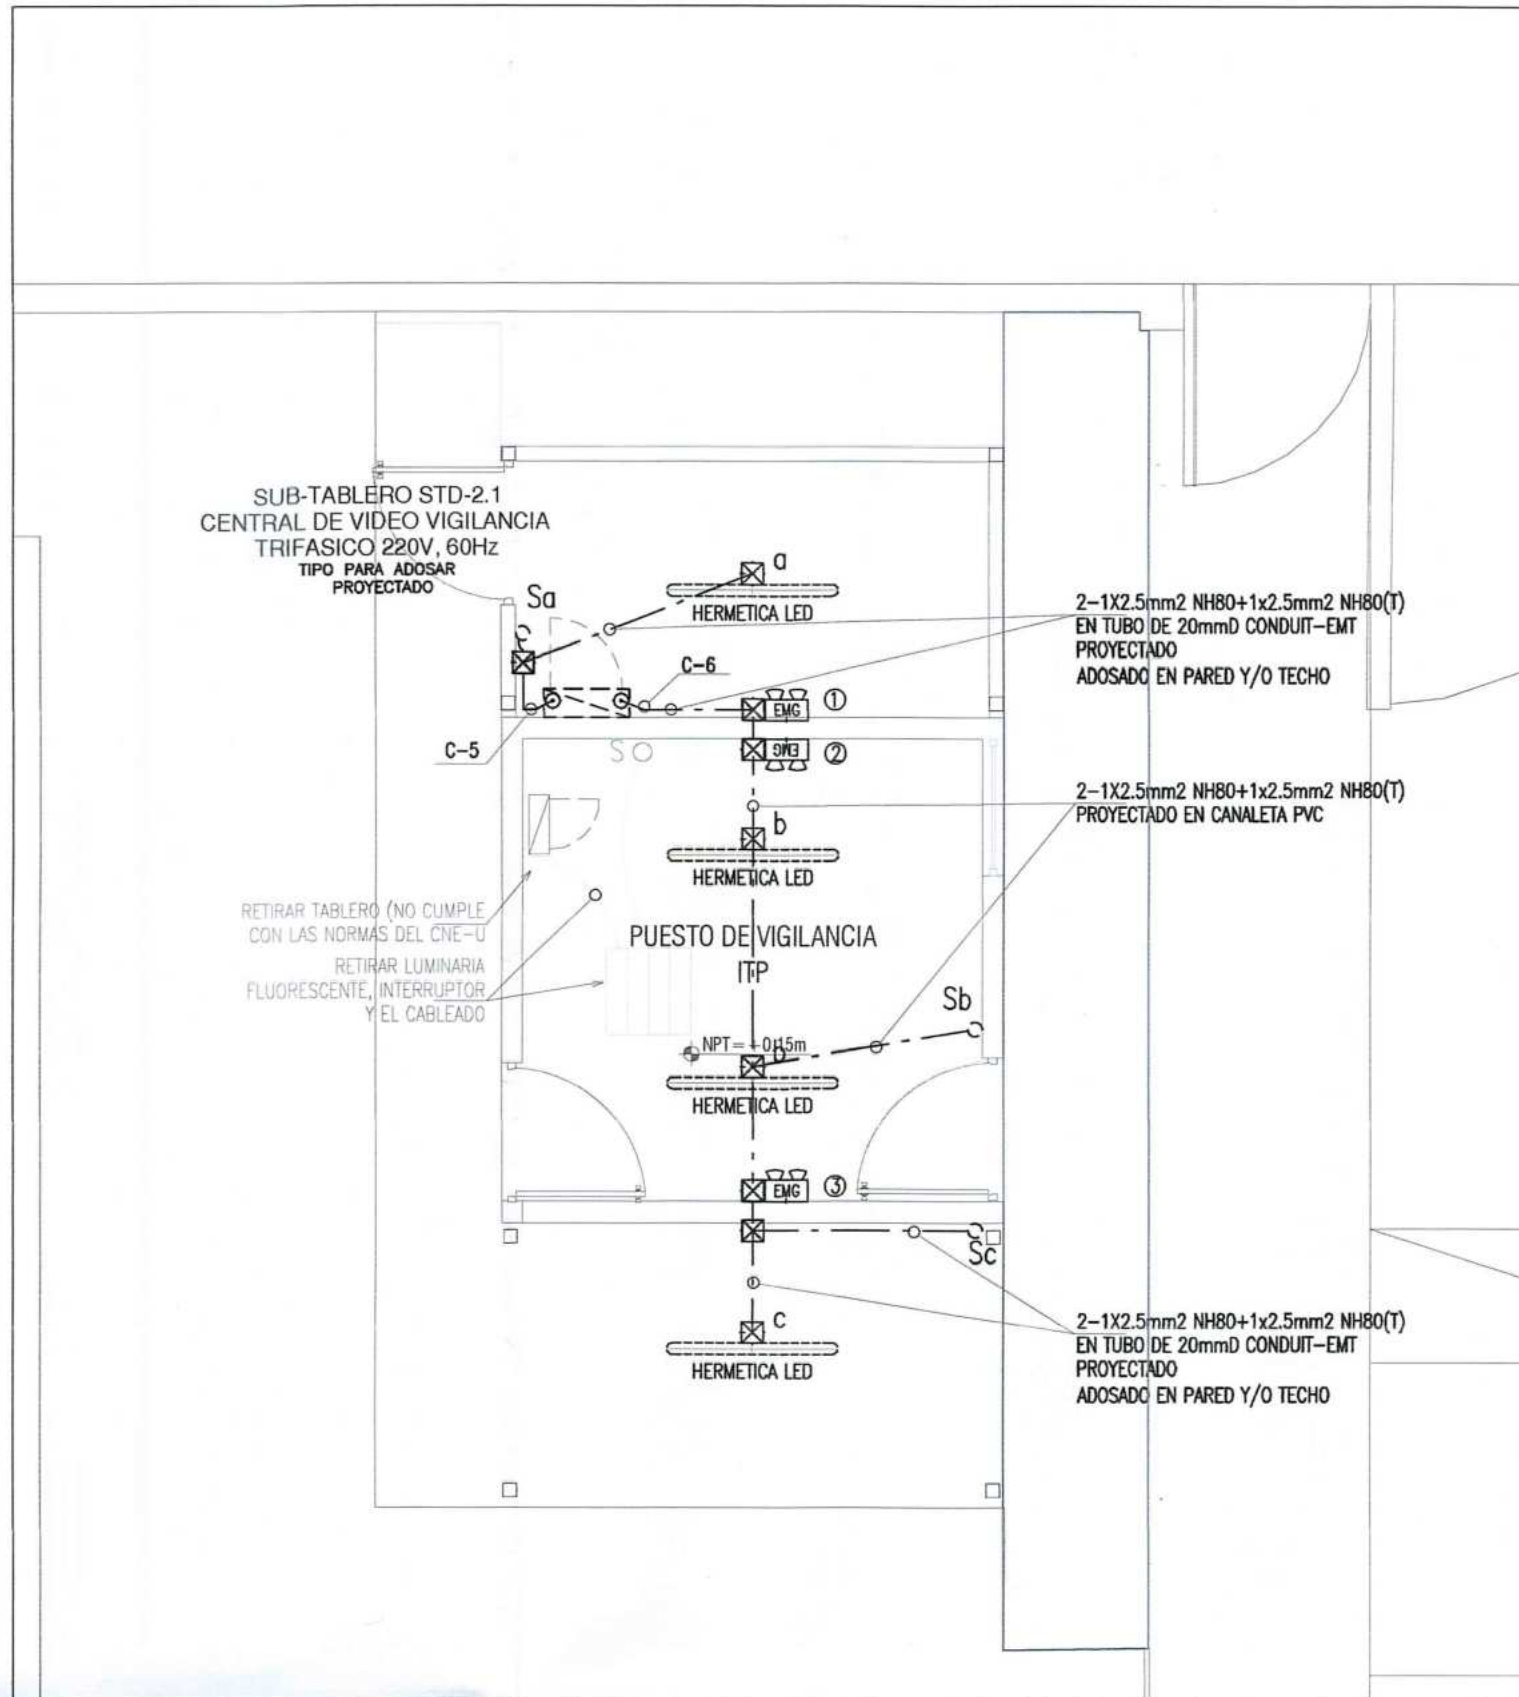 SUB-TABLERO STD-2.1
CENTRAL DE VIDEO VIGILANCIA
TRIFASICO 220V, 60Hz
TIPO PARA ADOSAR
PROYECTADO
a
HERMETICA LED
Sa
2-1X2.5mm2 NH80+1x2.5mm2 NH80(T)
EN TUBO DE 20mmD CONDUIT-EMT
PROYECTADO
ADOSADO EN PARED Y/O TECHO
C-6
EMG
1
C-5
S
EMG
2
2-1X2.5mm2 NH80+1x2.5mm2 NH80(T)
PROYECTADO EN CANALETA PVC
b
HERMETICA LED
RETIRAR TABLERO (NO CUMPLE
CON LAS NORMAS DEL CNE-U
PUESTO DE VIGILANCIA
ITP
RETIRAR LUMINARIA
FLUORESCENTE, INTERRUPTOR
Y EL CABLEADO
Sb
NPT=+0.15m
b
HERMETICA LED
EMG
3
Sc
c
HERMETICA LED
2-1X2.5mm2 NH80+1x2.5mm2 NH80(T)
EN TUBO DE 20mmD CONDUIT-EMT
PROYECTADO
ADOSADO EN PARED Y/O TECHO